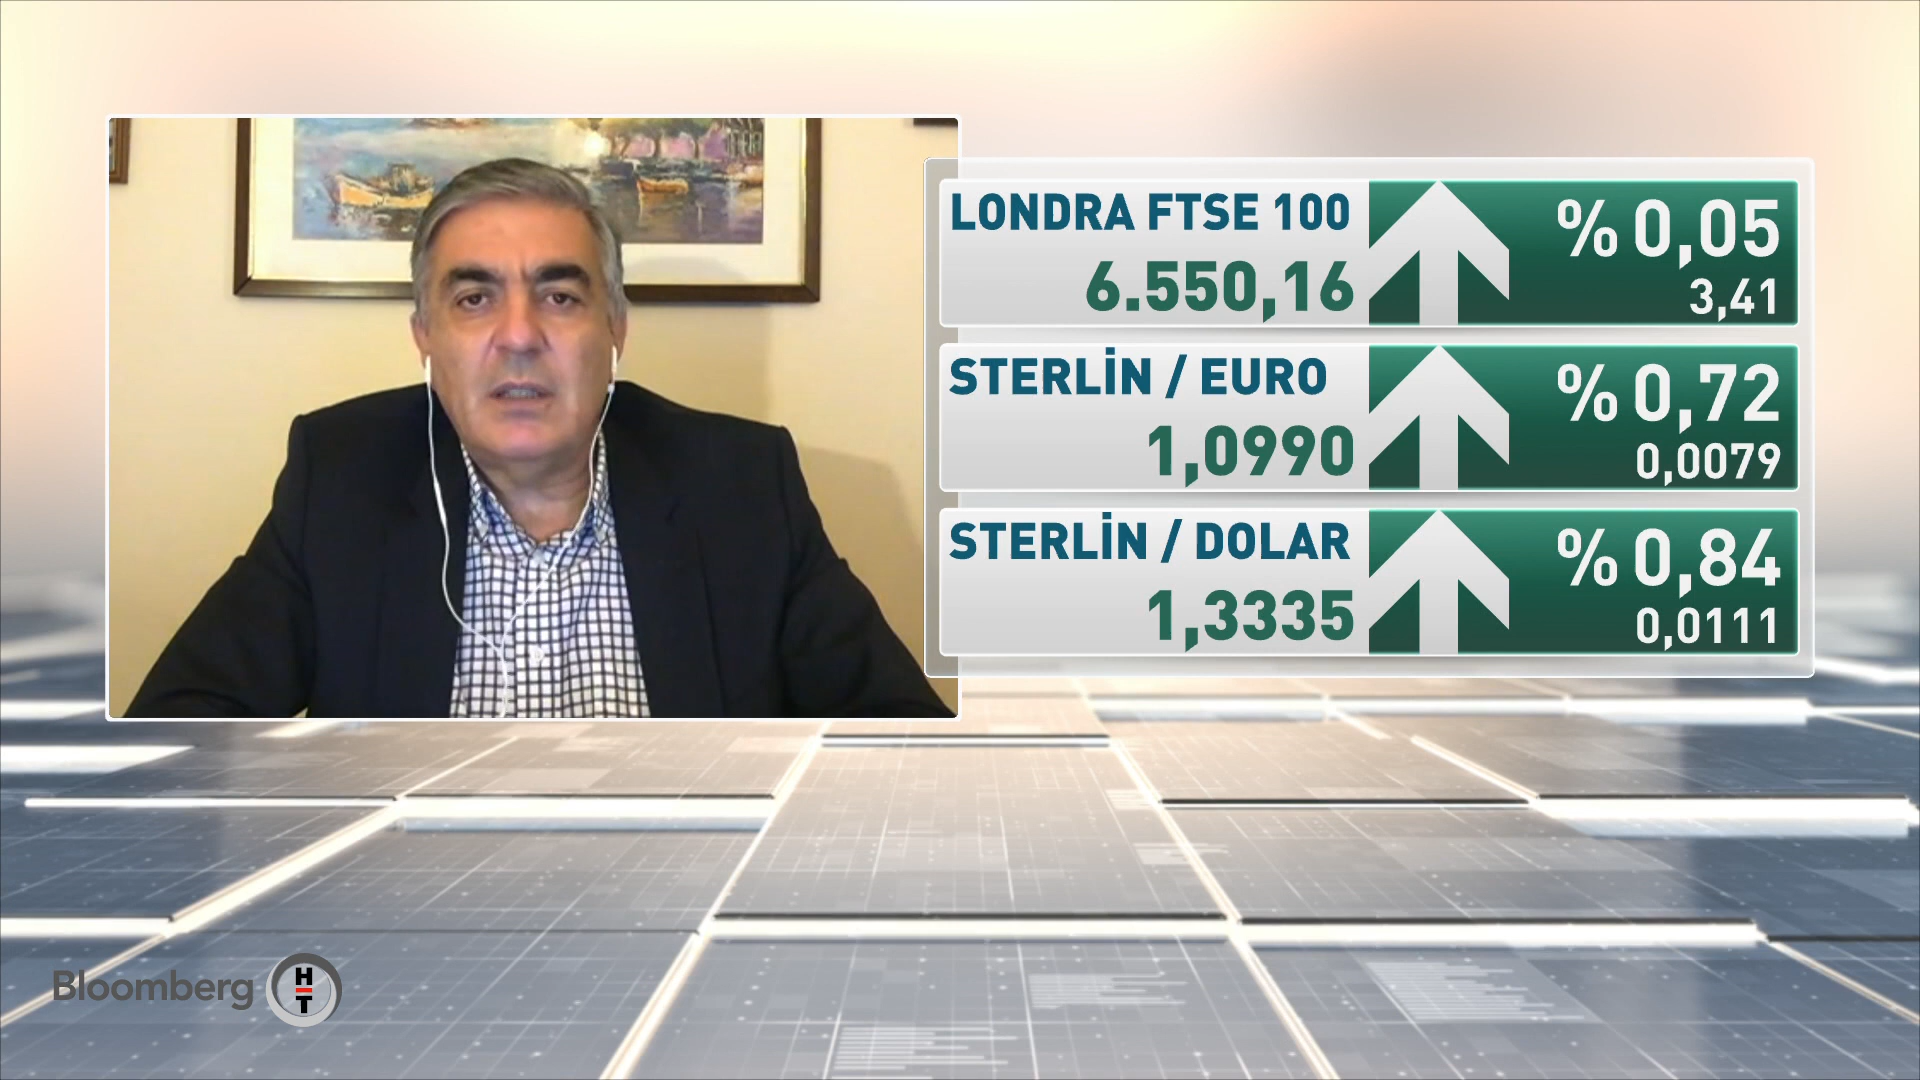 LONDRA FTSE 100
6.550,16
% 0,05
3,41
STERLİN / EURO
1,0990
% 0,72
0,0079
STERLİN / DOLAR
1,3335
% 0,84
0,0111
Bloomberg HT